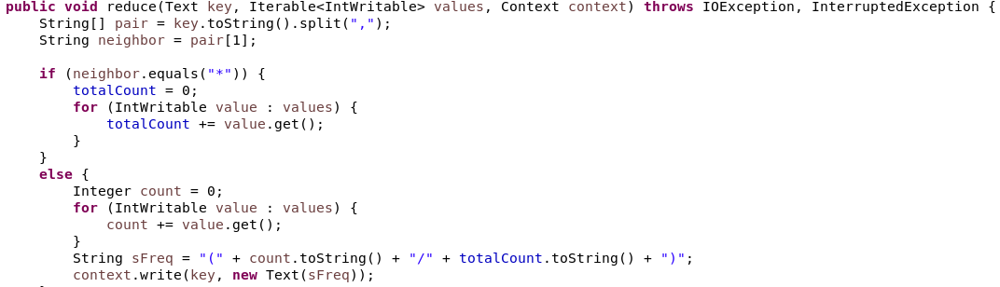 public void reduce(Text key, Iterable<IntWritable> values, Context context) throws IOException, InterruptedException {
    String[] pair = key.toString().split(",");
    String neighbor = pair[1];

    if (neighbor.equals("*")) {
        totalCount = 0;
        for (IntWritable value : values) {
            totalCount += value.get();
        }
    }
    else {
        Integer count = 0;
        for (IntWritable value : values) {
            count += value.get();
        }
        String sFreq = "(" + count.toString() + "/" + totalCount.toString() + ")";
        context.write(key, new Text(sFreq));